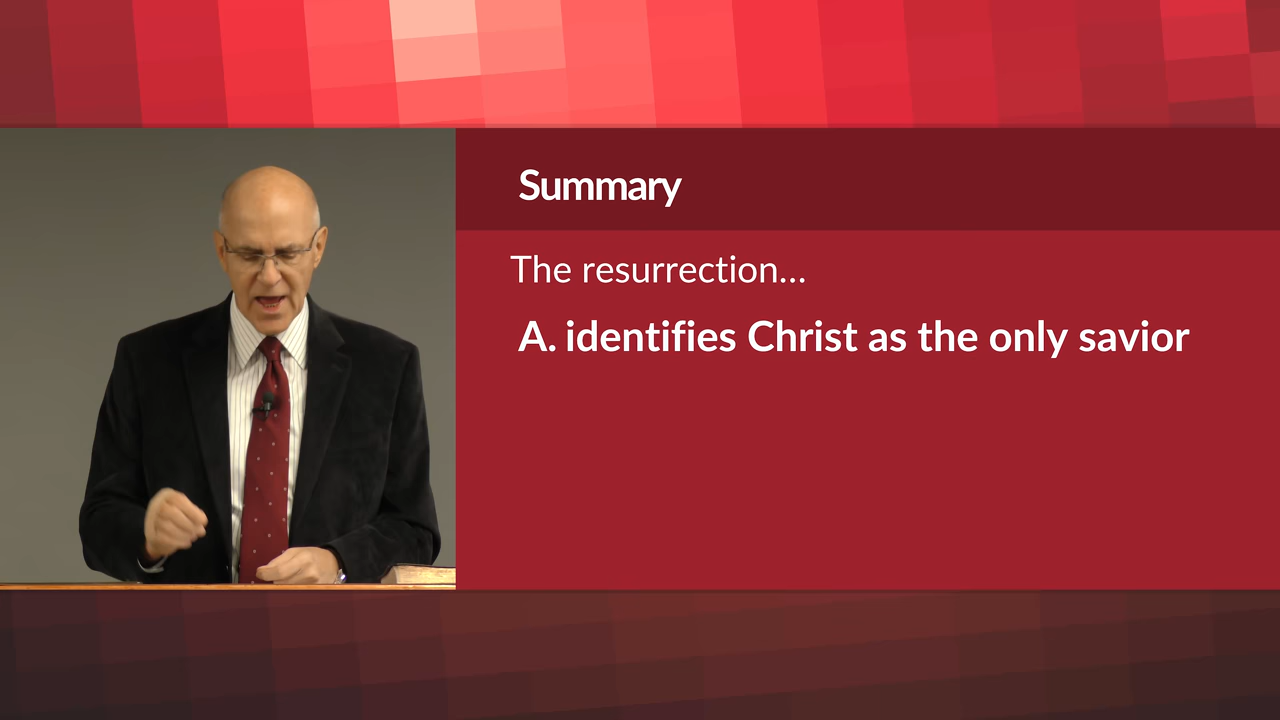 Summary
The resurrection...
A. identifies Christ as the only savior